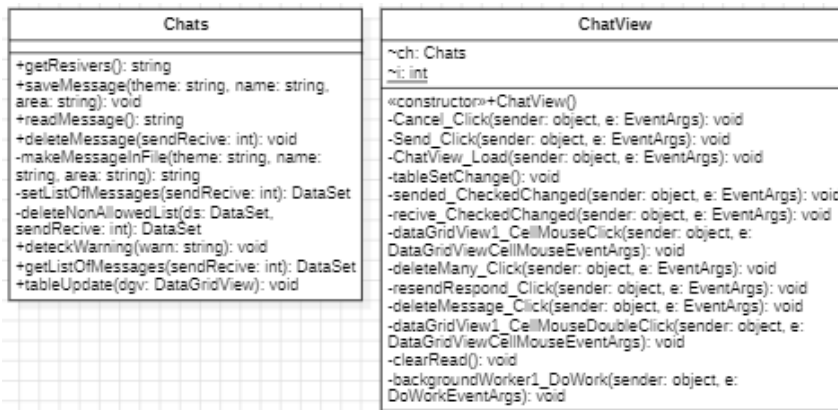 Chats
+getResivers(): string
+saveMessage(theme: string, name: string,
area: string): void
+readMessage(): string
+deleteMessage(sendRecive: int): void
-makeMessageInFile(theme: string, name:
string, area: string): string
-setListOfMessages(sendRecive: int): DataSet
-deleteNonAllowedList(ds: DataSet,
sendRecive: int): DataSet
+deteckWarning(warn: string): void
+getListOfMessages(sendRecive: int): DataSet
+tableUpdate(dgv: DataGridView): void
ChatView
~ch: Chats
~i: int
«constructor»+ChatView()
-Cancel_Click(sender: object, e: EventArgs): void
-Send_Click(sender: object, e: EventArgs): void
-ChatView_Load(sender: object, e: EventArgs): void
-tableSetChange(): void
-sended_CheckedChanged(sender: object, e: EventArgs): void
-recive_CheckedChanged(sender: object, e: EventArgs): void
-dataGridView1_CellMouseClick(sender: object, e:
DataGridViewCellMouseEventArgs): void
-deleteMany_Click(sender: object, e: EventArgs): void
-resendRespond_Click(sender: object, e: EventArgs): void
-deleteMessage_Click(sender: object, e: EventArgs): void
-dataGridView1_CellMouseDoubleClick(sender: object, e:
DataGridViewCellMouseEventArgs): void
-clearRead(): void
-backgroundWorker1_DoWork(sender: object, e:
DoWorkEventArgs): void